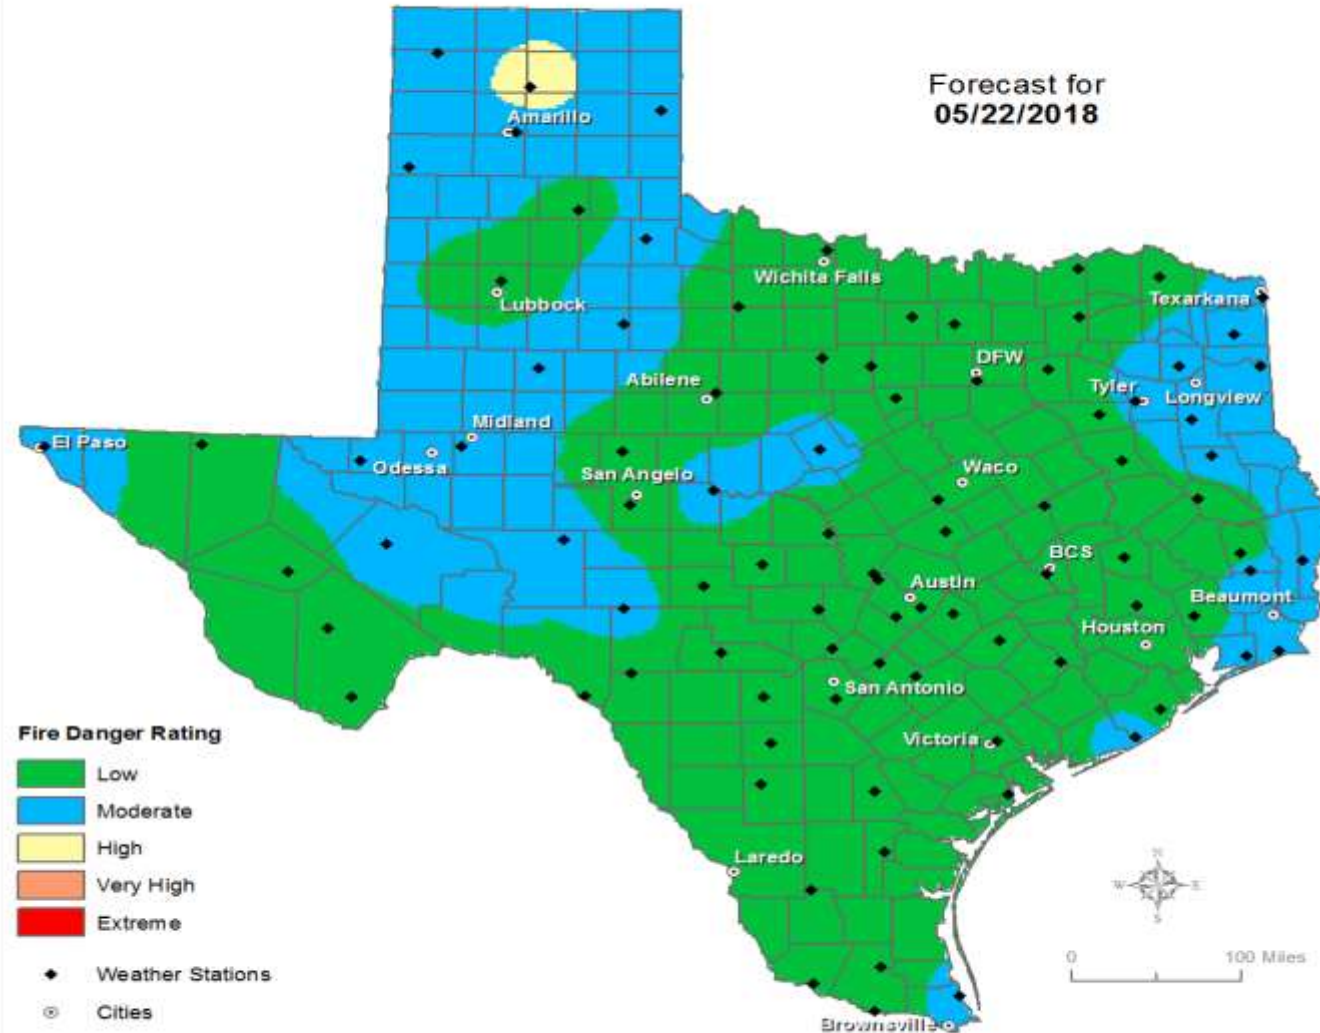 Forecast for
05/22/2018
Amarillo
Wichita Falls
Lubbock
Texarkana
DFW
Abilene
Tyler
Longview
Midland
El Paso
Odessa
San Angelo
Waco
BCS
Austin
Beaumont
Houston
San Antonio
Victoria
Laredo
Brownsville
Fire Danger Rating
Low
Moderate
High
Very High
Extreme
Weather Stations
Cities
N
W E
S
0 100 Miles